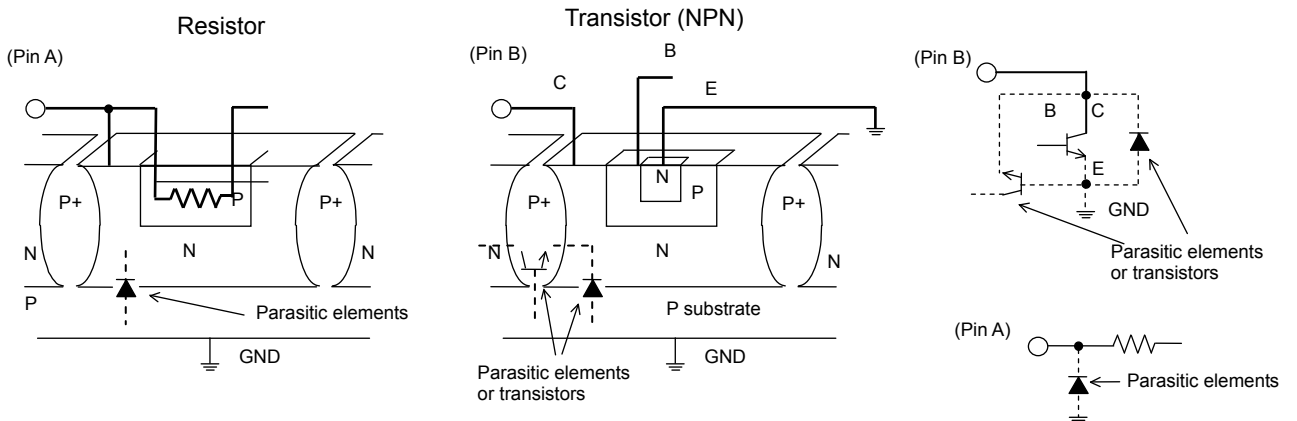 Resistor
(Pin A)
P+
P
P+
N
N
N
P
Parasitic elements
GND
Transistor (NPN)
(Pin B)
B
C
E
N
P+
P
P+
N
N
N
P substrate
GND
Parasitic elements
or transistors
(Pin B)
B
C
E
GND
Parasitic elements
or transistors
(Pin A)
Parasitic elements